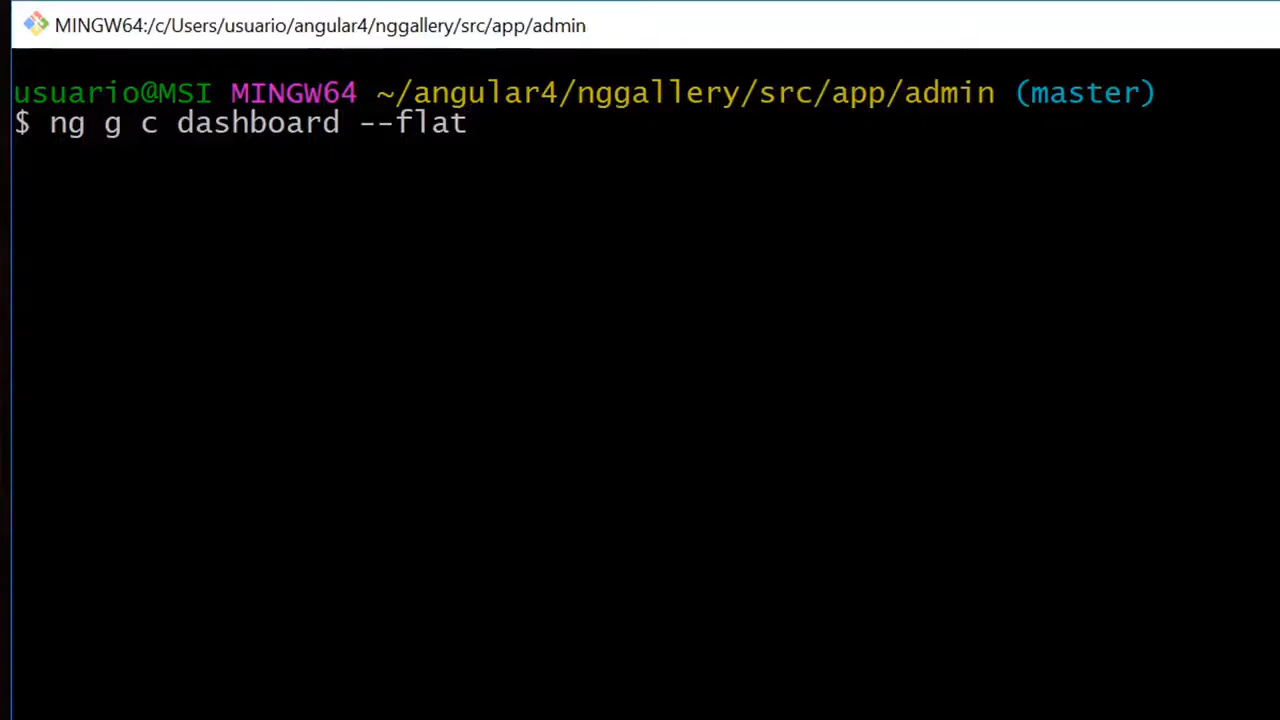 MINGW64:/c/Users/usuario/angular4/nggallery/src/app/admin
usuario@MSI MINGW64 ~/angular4/nggallery/src/app/admin (master)
$ ng g c dashboard --flat